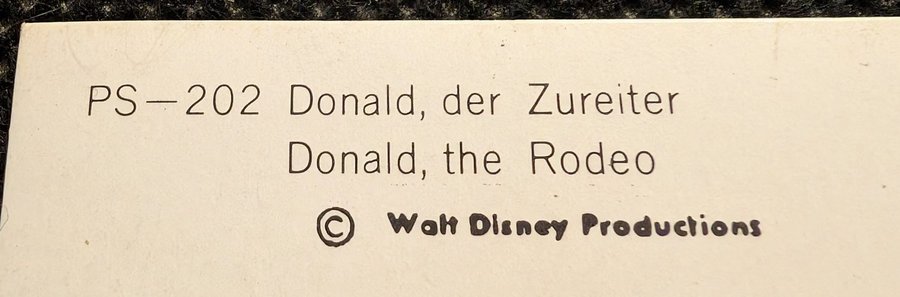 PS-202 Donald, der Zureiter
Donald, the Rodeo
© Walt Disney Productions